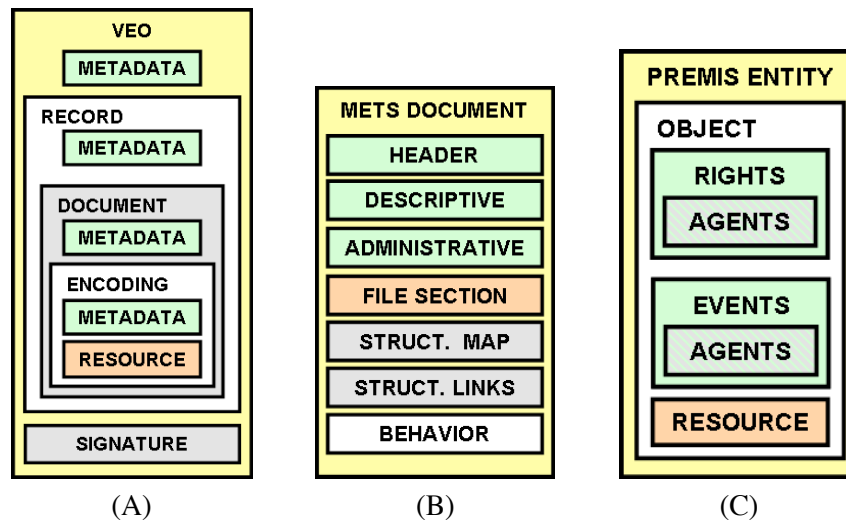 VEO
METADATA
RECORD
METADATA
DOCUMENT
METADATA
ENCODING
METADATA
RESOURCE
SIGNATURE
(A)
METS DOCUMENT
HEADER
DESCRIPTIVE
ADMINISTRATIVE
FILE SECTION
STRUCT. MAP
STRUCT. LINKS
BEHAVIOR
(B)
PREMIS ENTITY
OBJECT
RIGHTS
AGENTS
EVENTS
AGENTS
RESOURCE
(C)